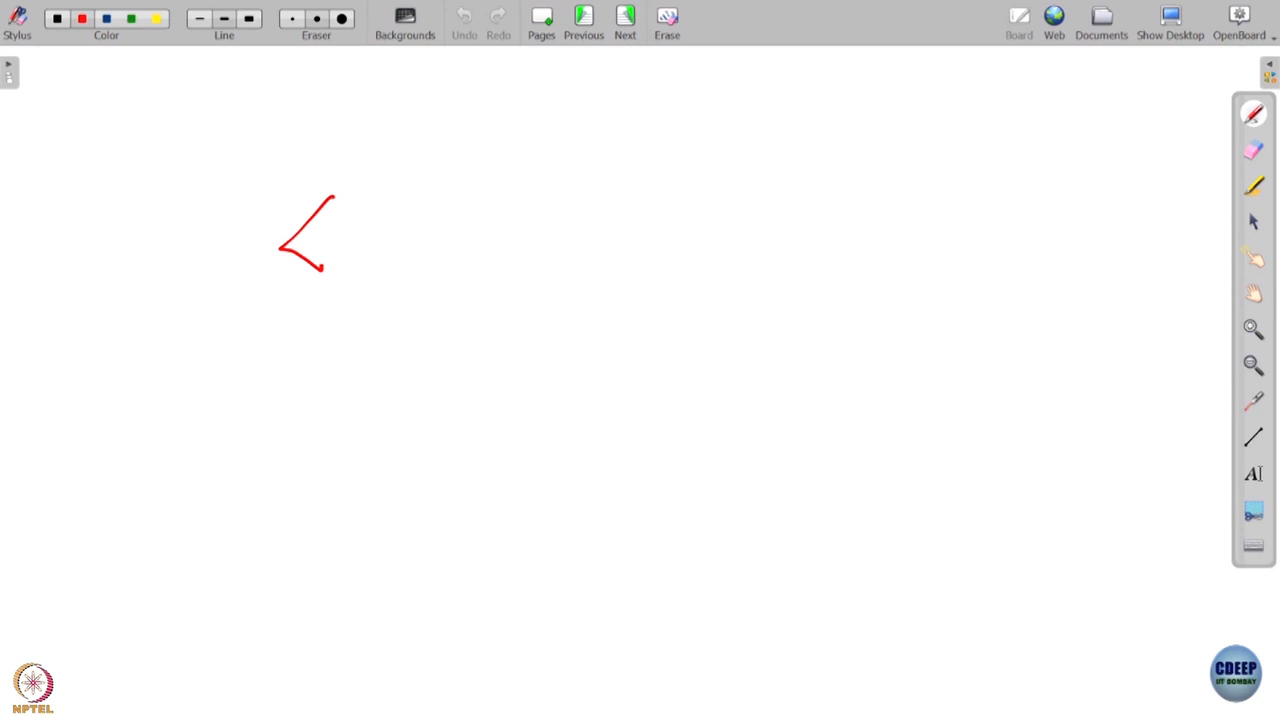 Stylus Color Line Eraser Backgrounds Undo Redo Pages Previous Next Erase Board Web Documents Show Desktop OpenBoard
<
A
NPTEL
CDEEP
IIT BOMBAY